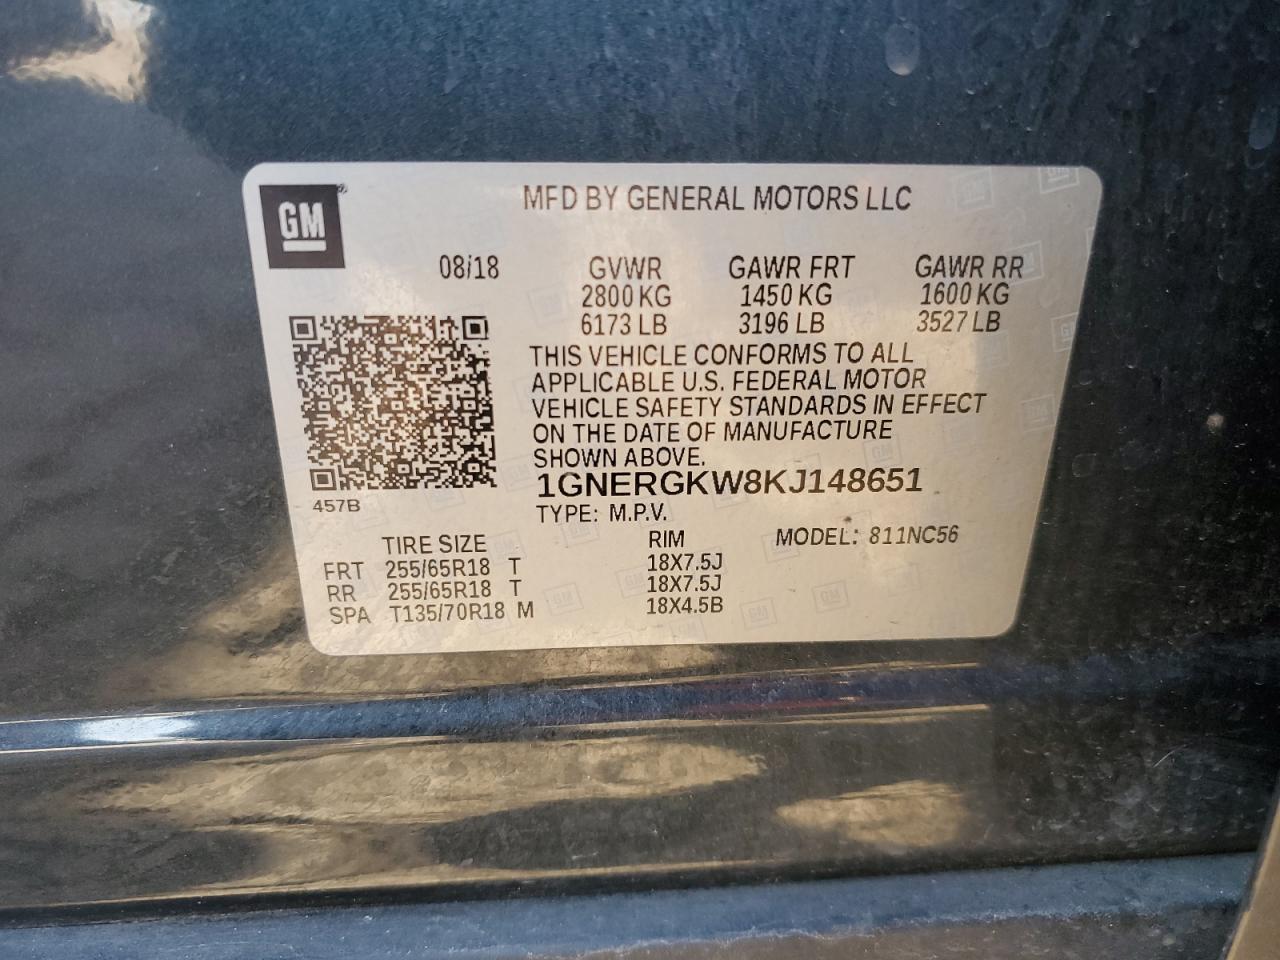 GM
MFD BY GENERAL MOTORS LLC
08/18 GVWR GAWR FRT GAWR RR
2800 KG 1450 KG 1600 KG
6173 LB 3196 LB 3527 LB
THIS VEHICLE CONFORMS TO ALL
APPLICABLE U.S. FEDERAL MOTOR
VEHICLE SAFETY STANDARDS IN EFFECT
ON THE DATE OF MANUFACTURE
SHOWN ABOVE.
1GNERGKW8KJ148651
457B
TYPE: M.P.V.
TIRE SIZE RIM MODEL: 811NC56
FRT 255/65R18 T 18X7.5J
RR 255/65R18 T 18X7.5J
SPA T135/70R18 M 18X4.5B